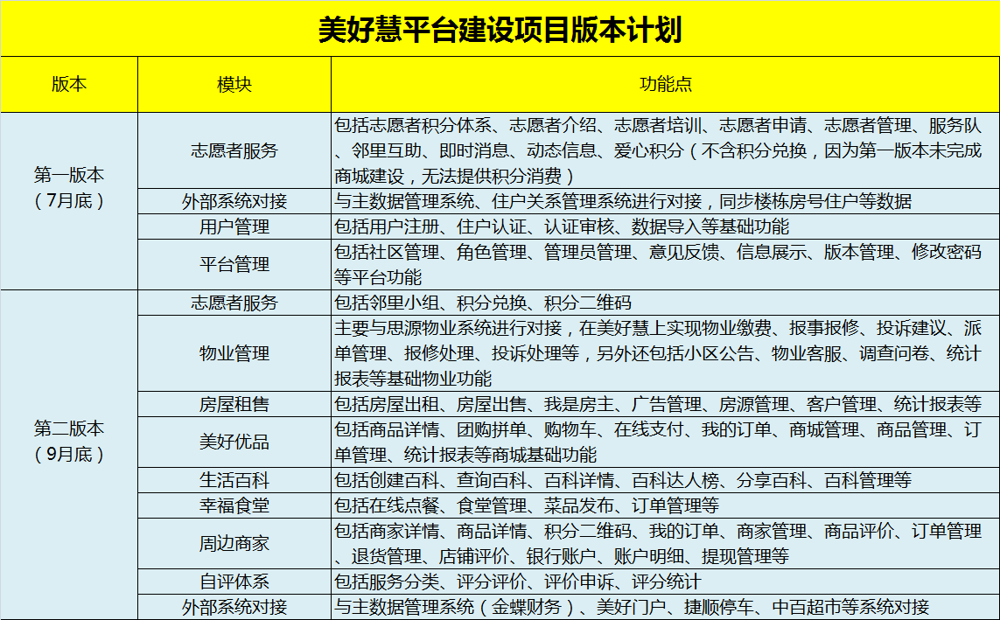 美好慧平台建设项目版本计划
版本
模块
功能点
第一版本
（7月底）
志愿者服务
包括志愿者积分体系、志愿者介绍、志愿者培训、志愿者申请、志愿者管理、服务队
、邻里互助、即时消息、动态信息、爱心积分（不含积分兑换，因为第一版本未完成
商城建设，无法提供积分消费）
外部系统对接
与主数据管理系统、住户关系管理系统进行对接，同步楼栋房号住户等数据
用户管理
包括用户注册、住户认证、认证审核、数据导入等基础功能
平台管理
包括社区管理、角色管理、管理员管理、意见反馈、信息展示、版本管理、修改密码
等平台功能
第二版本
（9月底）
志愿者服务
包括邻里小组、积分兑换、积分二维码
物业管理
主要与思源物业系统进行对接，在美好慧上实现物业缴费、报事报修、投诉建议、派
单管理、报修处理、投诉处理等，另外还包括小区公告、物业客服、调查问卷、统计
报表等基础物业功能
房屋租售
包括房屋出租、房屋出售、我是房主、广告管理、房源管理、客户管理、统计报表等
美好优品
包括商品详情、团购拼单、购物车、在线支付、我的订单、商城管理、商品管理、订
单管理、统计报表等商城基础功能
生活百科
包括创建百科、查询百科、百科详情、百科达人榜、分享百科、百科管理等
幸福食堂
包括在线点餐、食堂管理、菜品发布、订单管理等
周边商家
包括商家详情、商品详情、积分二维码、我的订单、商家管理、商品评价、订单管理
、退货管理、店铺评价、银行账户、账户明细、提现管理等
自评体系
包括服务分类、评分评价、评价申诉、评分统计
外部系统对接
与主数据管理系统（金蝶财务）、美好门户、捷顺停车、中百超市等系统对接